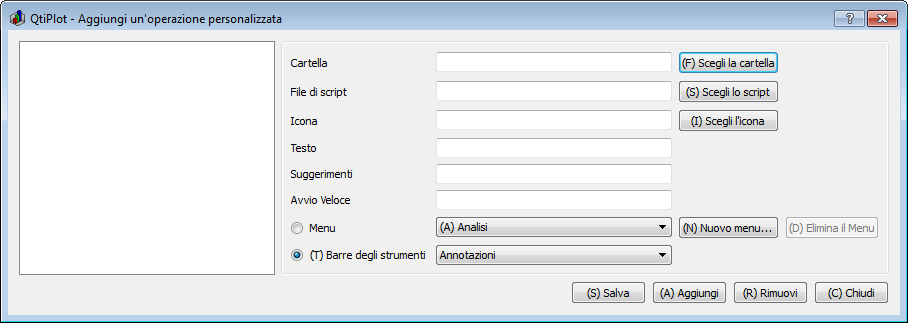 QtiPlot - Aggiungi un'operazione personalizzata
Cartella
(F) Scegli la cartella
File di script
(S) Scegli lo script
Icona
(I) Scegli l'icona
Testo
Suggerimenti
Avvio Veloce
Menu
(A) Analisi
(N) Nuovo menu...
(D) Elimina il Menu
(T) Barre degli strumenti
Annotazioni
(S) Salva
(A) Aggiungi
(R) Rimuovi
(C) Chiudi